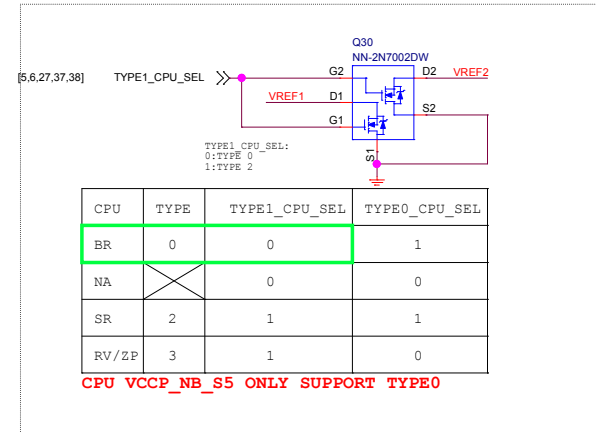 Q30
NN-2N7002DW
[5,6,27,37,38] TYPE1_CPU_SEL G2 D2 VREF2
VREF1 D1
S2
G1
S1
TYPE1_CPU_SEL:
0:TYPE 0
1:TYPE 2
CPU TYPE TYPE1_CPU_SEL TYPE0_CPU_SEL
BR 0 0 1
NA 0 0
SR 2 1 1
RV/ZP 3 1 0
CPU VCCP_NB_S5 ONLY SUPPORT TYPE0